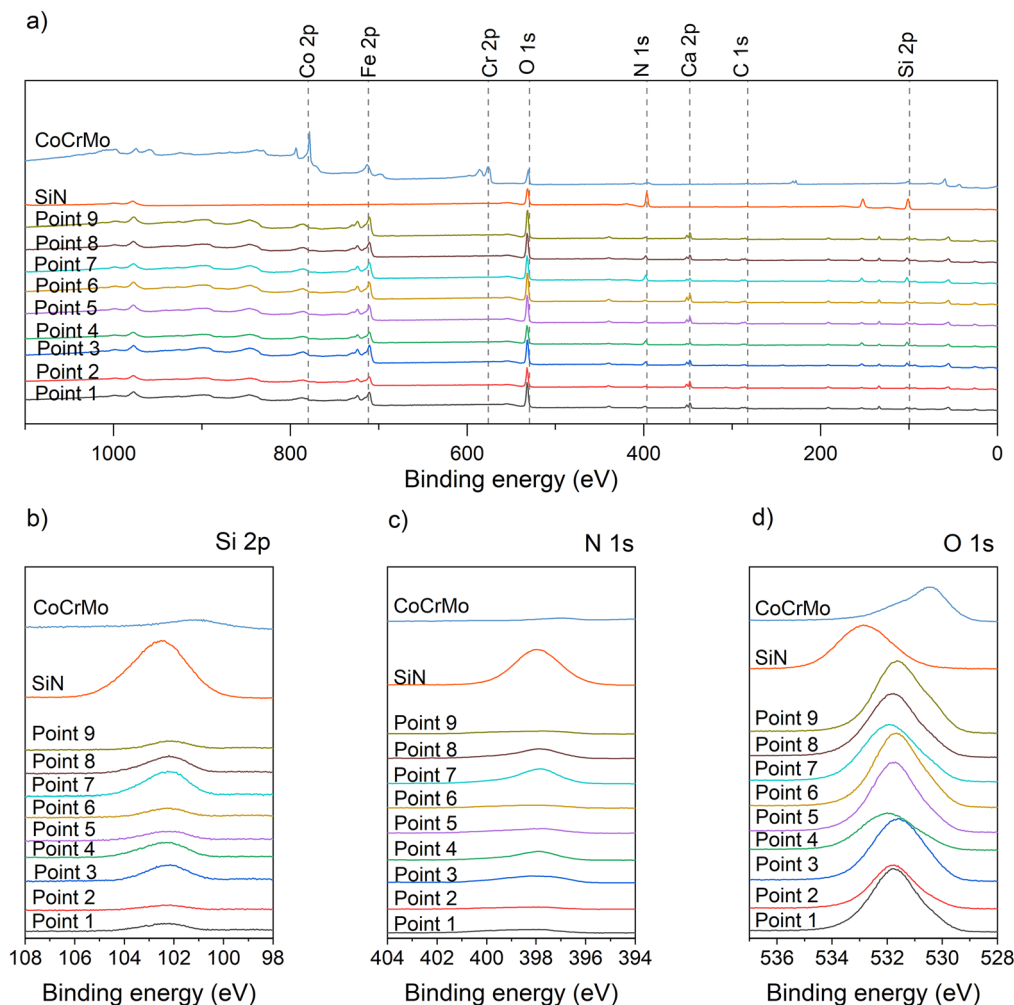 a)
Co 2p
Fe 2p
Cr 2p
O 1s
N 1s
Ca 2p
C 1s
Si 2p
CoCrMo
SiN
Point 9
Point 8
Point 7
Point 6
Point 5
Point 4
Point 3
Point 2
Point 1
1000 800 600 400 200 0
Binding energy (eV)
b)
Si 2p
CoCrMo
SiN
Point 9
Point 8
Point 7
Point 6
Point 5
Point 4
Point 3
Point 2
Point 1
108 106 104 102 100 98
Binding energy (eV)
c)
N 1s
CoCrMo
SiN
Point 9
Point 8
Point 7
Point 6
Point 5
Point 4
Point 3
Point 2
Point 1
404 402 400 398 396 394
Binding energy (eV)
d)
O 1s
CoCrMo
SiN
Point 9
Point 8
Point 7
Point 6
Point 5
Point 4
Point 3
Point 2
Point 1
536 534 532 530 528
Binding energy (eV)